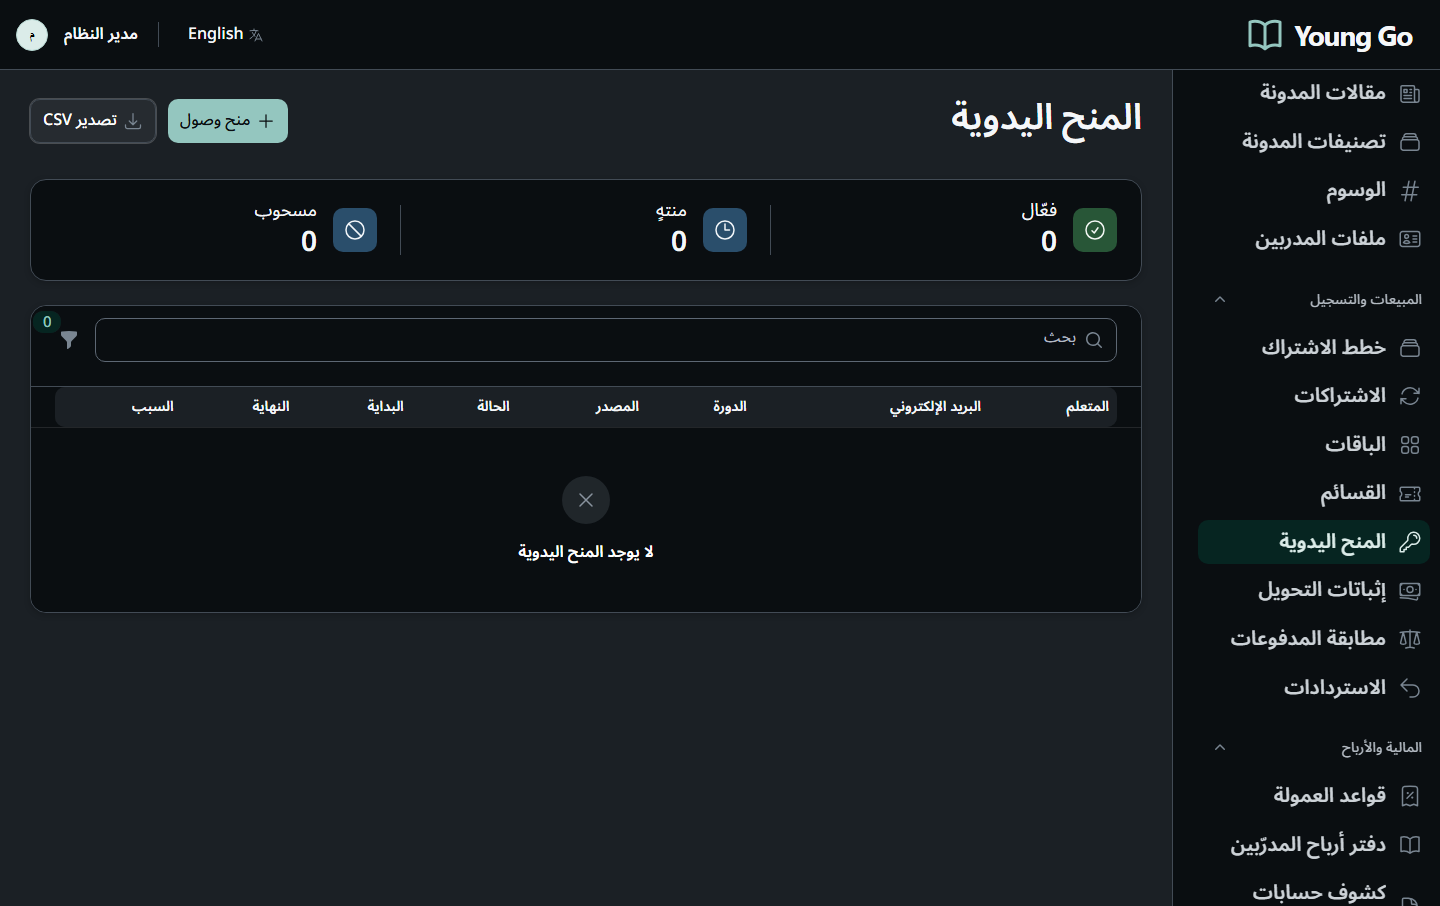 Young Go
English
مدير النظام
م
مقالات المدونة
تصنيفات المدونة
الوسوم
ملفات المدربين
المبيعات والتسجيل
خطط الاشتراك
الاشتراكات
الباقات
القسائم
المنح اليدوية
إثباتات التحويل
مطابقة المدفوعات
الاستردادات
المالية والأرباح
قواعد العمولة
دفتر أرباح المدرّبين
كشوف حسابات
المنح اليدوية
منح وصول
تصدير CSV
فعّال
0
منتهٍ
0
مسحوب
0
بحث
0
المتعلم البريد الإلكتروني الدورة المصدر الحالة البداية النهاية السبب
لا يوجد المنح اليدوية